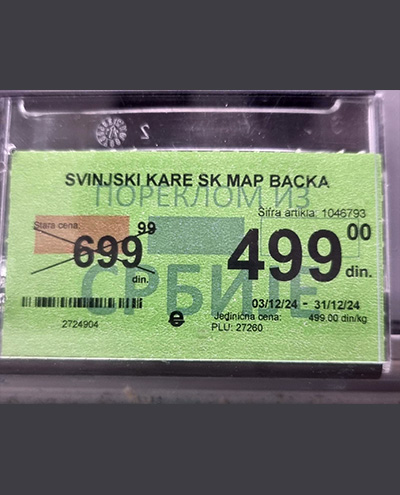 SVINJSKI KARE SK MAP BACKA
ПОРЕКЛОМ ИЗ
Šifra artikla: 1046793
Stara cena:
699 99
din.
499 00
din.
СРБИЈЕ
03/12/24 - 31/12/24
Jedinična cena: 499,00 din/kg
2724904
e
PLU: 27260